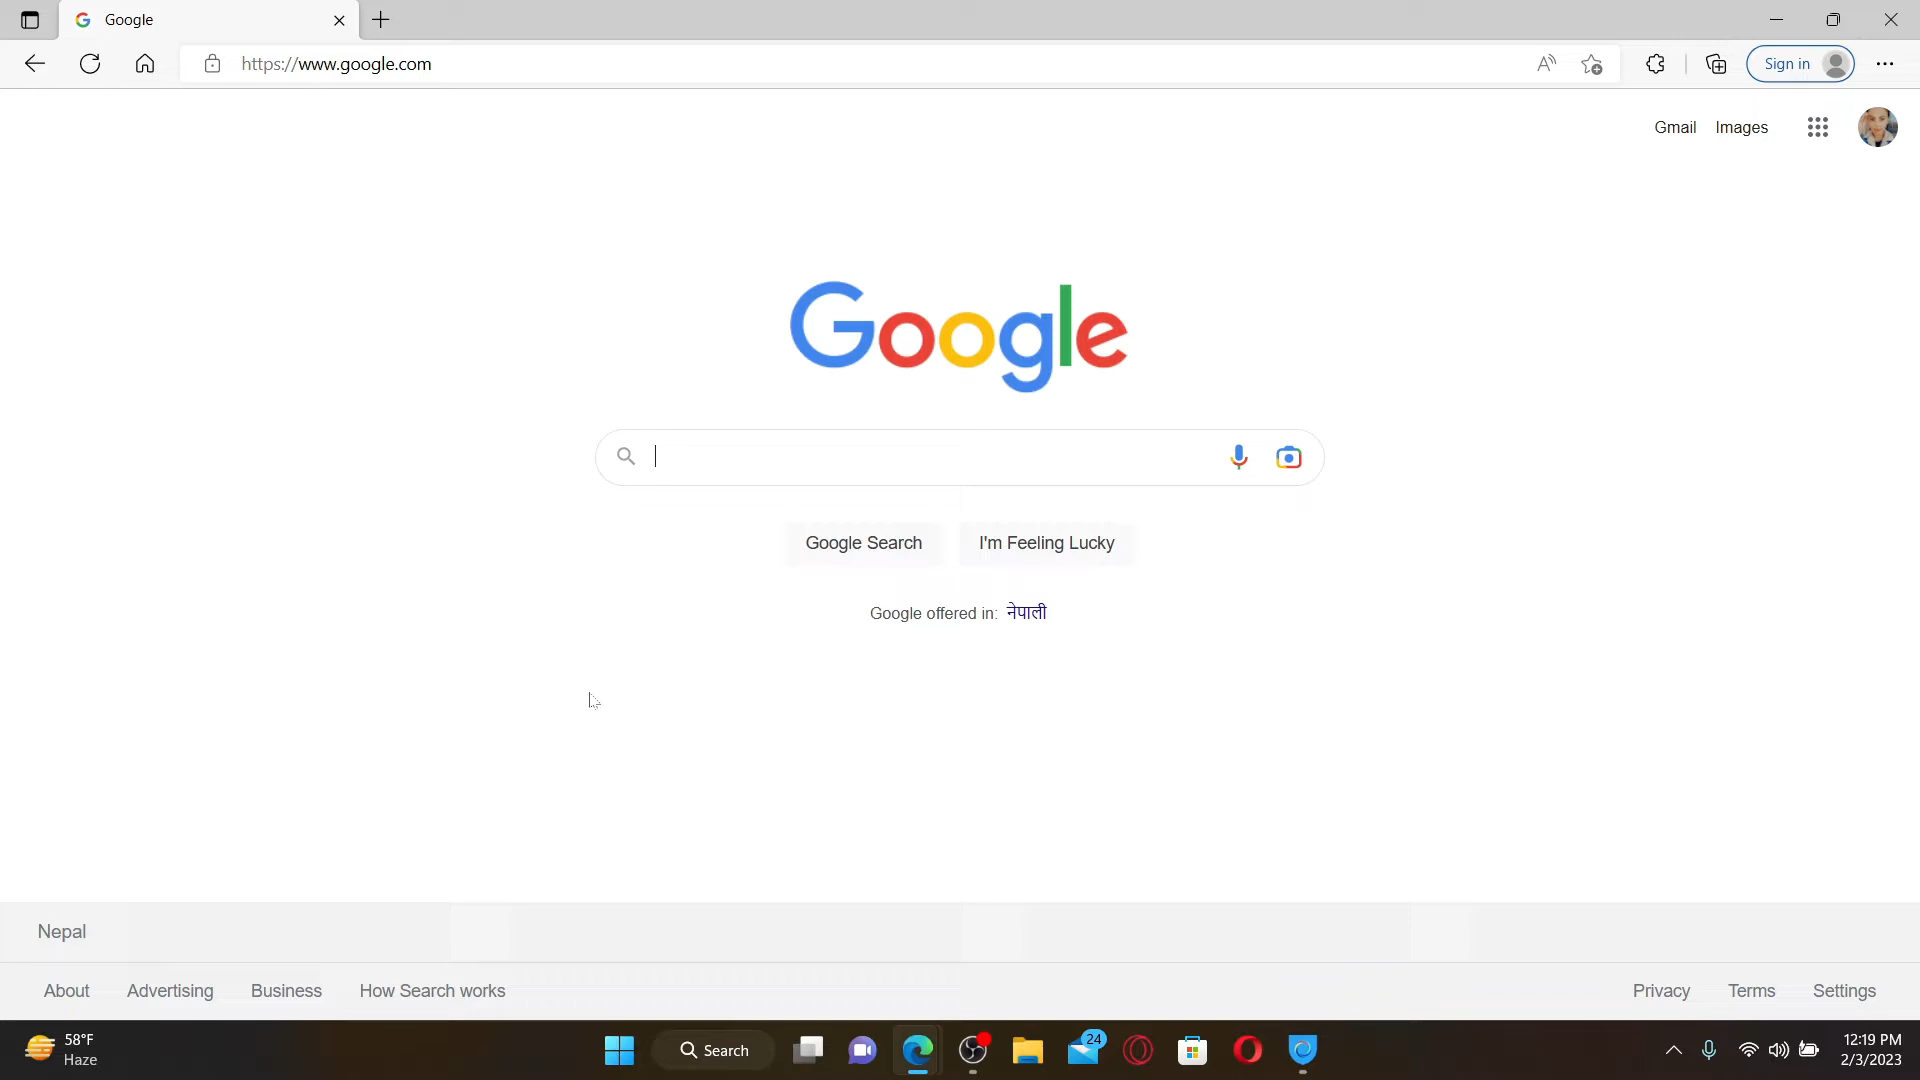 Google
https://www.google.com
Sign in
Gmail Images
Google
Google Search I'm Feeling Lucky
Google offered in: नेपाली
Nepal
About Advertising Business How Search works Privacy Terms Settings
58°F
Haze
Search
24
12:19 PM
2/3/2023